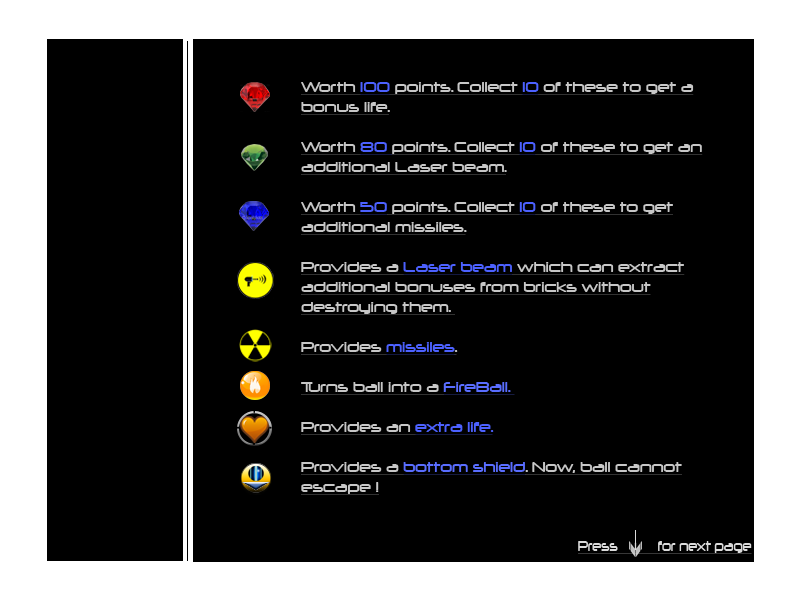 Worth 100 points. Collect 10 of these to get a
bonus life.
Worth 80 points. Collect 10 of these to get an
additional Laser beam.
Worth 50 points. Collect 10 of these to get
additional missiles.
Provides a Laser beam which can extract
additional bonuses from bricks without
destroying them.
Provides missiles.
Turns ball into a FireBall.
Provides an extra life.
Provides a bottom shield. Now, ball cannot
escape !
Press for next page